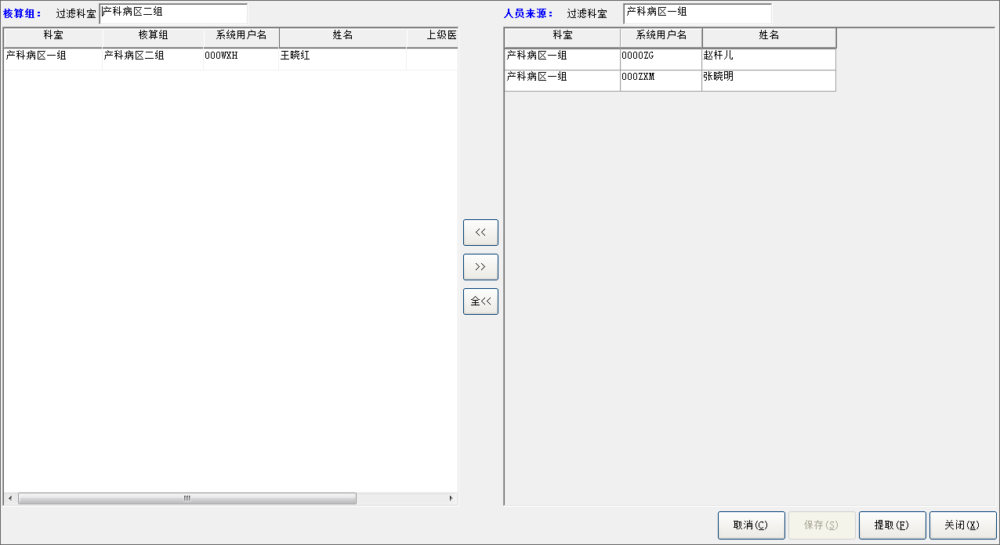 核算组： 过滤科室 产科病区二组 人员来源： 过滤科室 产科病区一组
科室 核算组 系统用户名 姓名 上级医 科室 系统用户名 姓名
产科病区一组 产科病区二组 000WXH 王晓红 产科病区一组 0000ZG 赵杆儿
产科病区一组 000ZXM 张晓明
<<
>>
全<<
取消(C) 保存(S) 提取(F) 关闭(X)